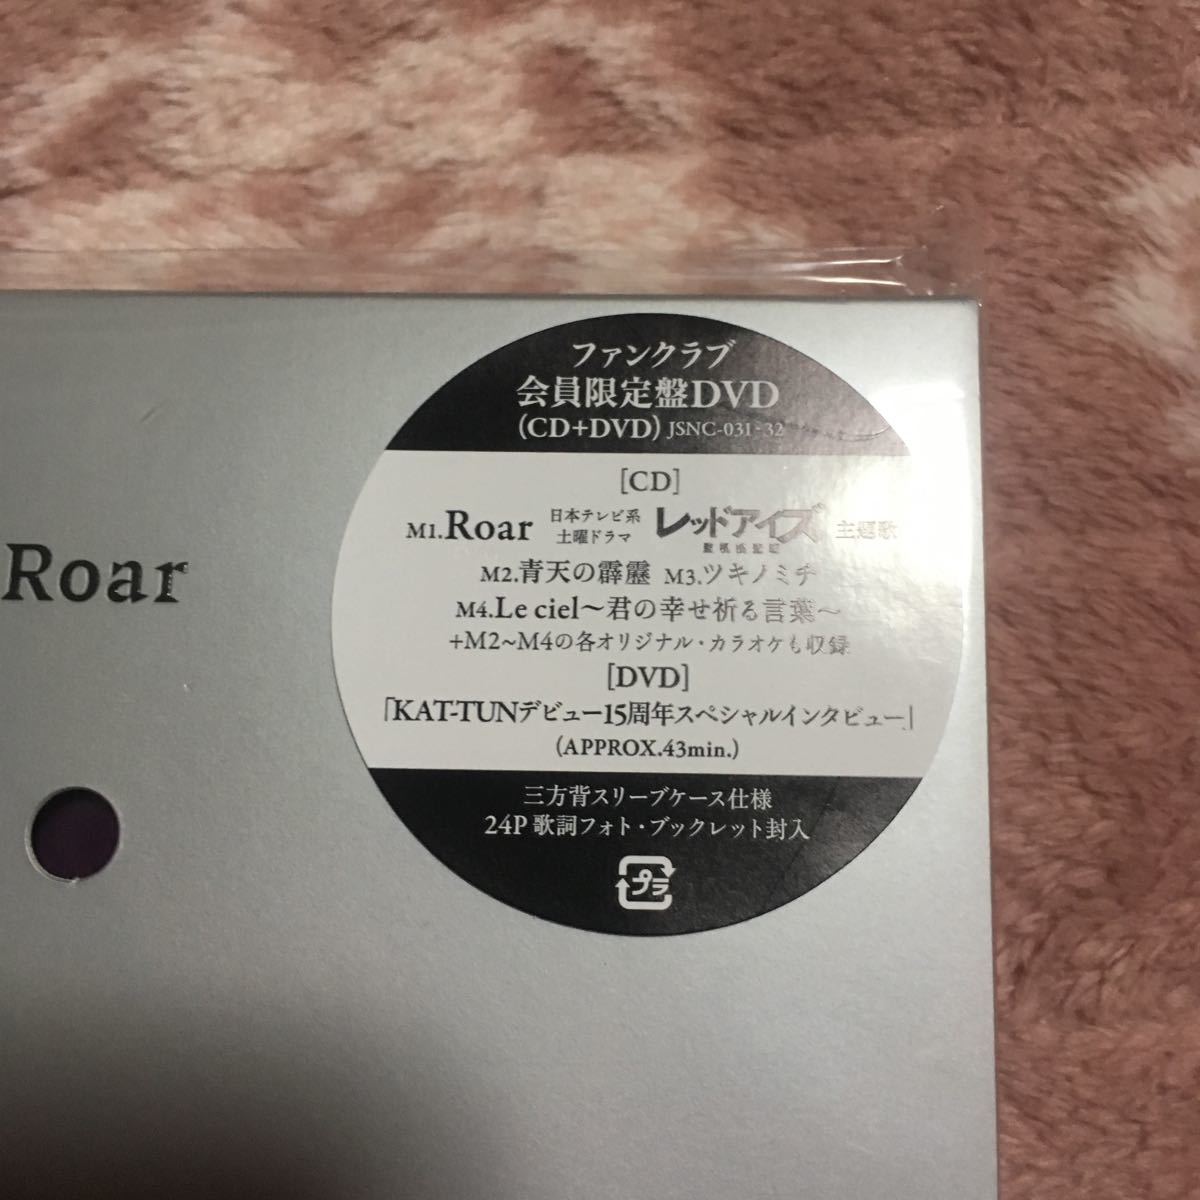 ファンクラブ
会員限定盤DVD
(CD+DVD) JSNC-031・32
[CD]
M1.Roar 日本テレビ系 土曜ドラマ レッドアイズ 監視捜査班 主題歌
M2.青天の霹靂 M3.ツキノミチ
M4.Le ciel〜君の幸せ祈る言葉〜
+M2~M4の各オリジナル・カラオケも収録
[DVD]
「KAT-TUNデビュー15周年スペシャルインタビュー」
(APPROX.43min.)
三方背スリーブケース仕様
24P 歌詞フォト・ブックレット封入
プラ
Roar